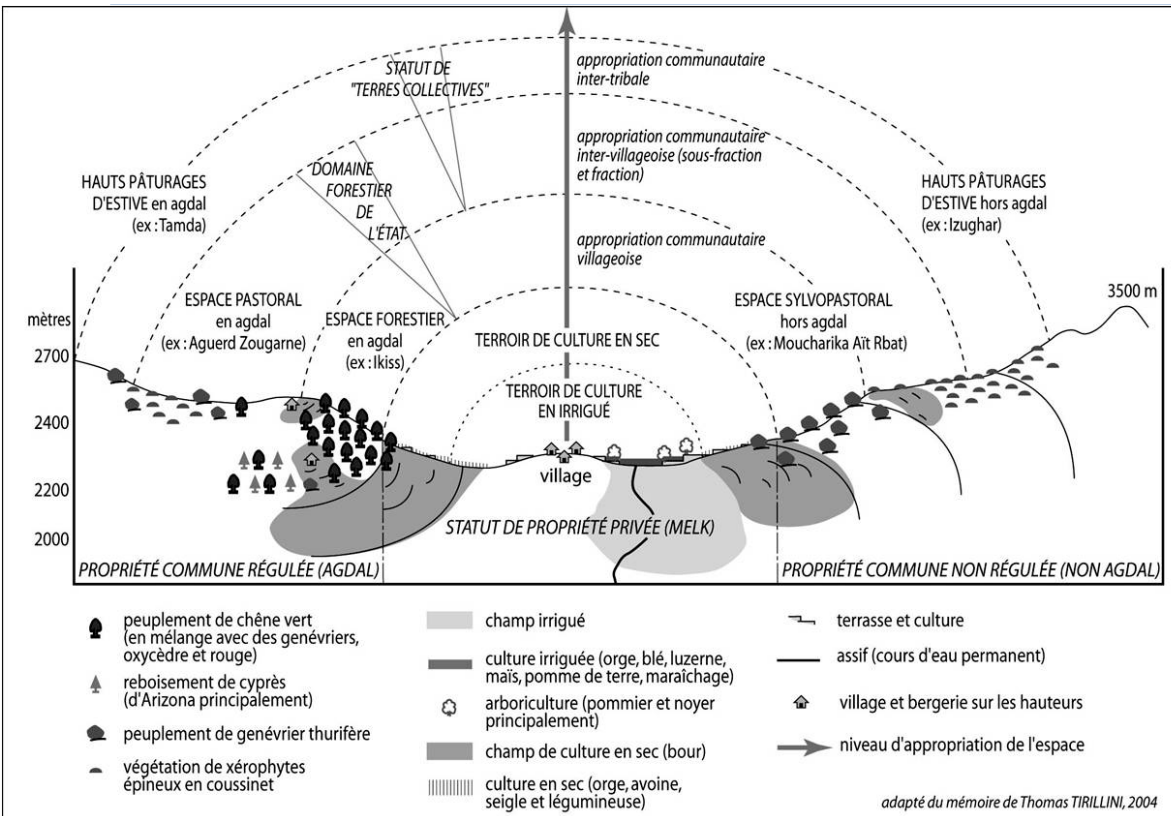 STATUT DE
"TERRES COLLECTIVES"
appropriation communautaire
inter-tribale
DOMAINE
FORESTIER
DE
L'ÉTAT
appropriation communautaire
inter-villageoise (sous-fraction
et fraction)
HAUTS PÂTURAGES
D'ESTIVE en agdal
(ex : Tamda)
HAUTS PÂTURAGES
D'ESTIVE hors agdal
(ex : Izughar)
appropriation communautaire
villageoise
ESPACE PASTORAL
en agdal
(ex : Aguerd Zougarne)
ESPACE FORESTIER
en agdal
(ex : Ikiss)
ESPACE SYLVOPASTORAL
hors agdal
(ex : Moucharika Aït Rbat)
3500 m
mètres
2700
2400
2200
2000
TERROIR DE CULTURE EN SEC
TERROIR DE CULTURE
EN IRRIGUÉ
village
STATUT DE PROPRIÉTÉ PRIVÉE (MELK)
PROPRIÉTÉ COMMUNE RÉGULÉE (AGDAL)
PROPRIÉTÉ COMMUNE NON RÉGULÉE (NON AGDAL)
peuplement de chêne vert
(en mélange avec des genévriers,
oxycèdre et rouge)
reboisement de cyprès
(d'Arizona principalement)
peuplement de genévrier thurifère
végétation de xérophytes
épineux en coussinet
champ irrigué
culture irriguée (orge, blé, luzerne,
maïs, pomme de terre, maraîchage)
arboriculture (pommier et noyer
principalement)
champ de culture en sec (bour)
culture en sec (orge, avoine,
seigle et légumineuse)
terrasse et culture
assif (cours d'eau permanent)
village et bergerie sur les hauteurs
niveau d'appropriation de l'espace
adapté du mémoire de Thomas TIRILLINI, 2004